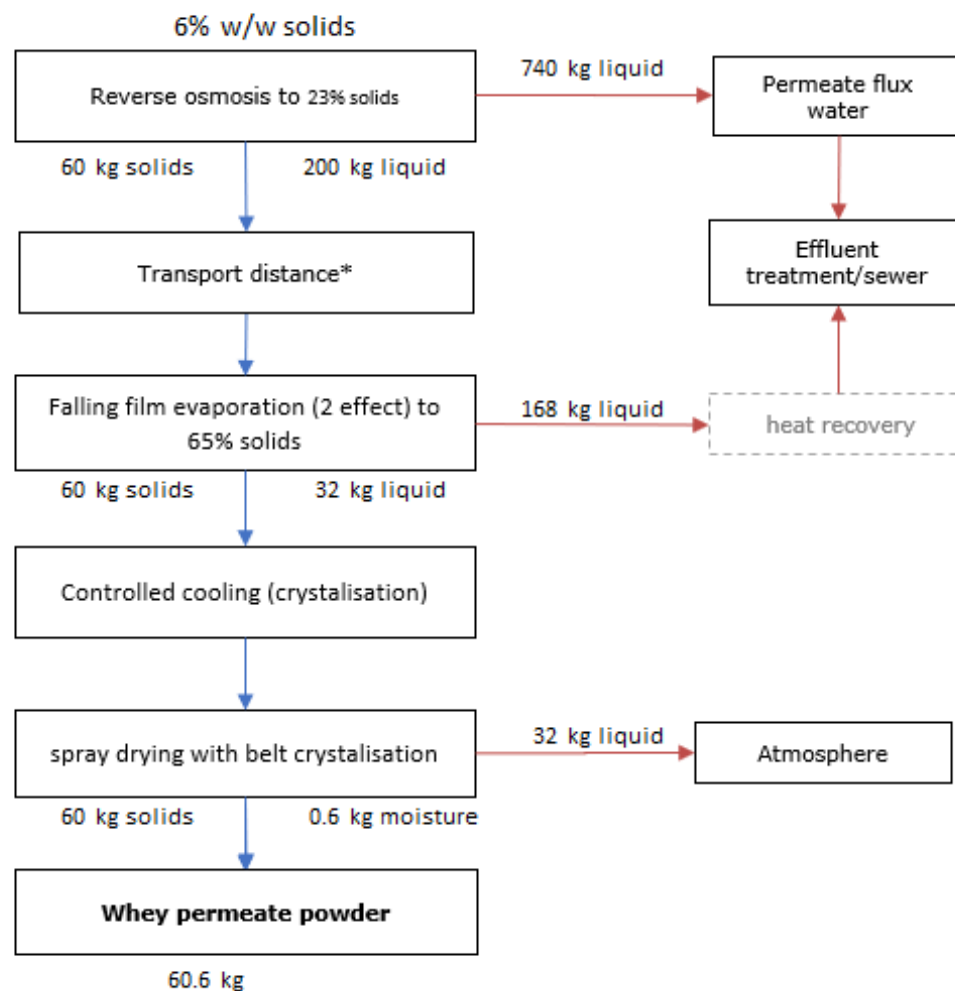 6% w/w solids
740 kg liquid
Reverse osmosis to 23% solids
Permeate flux
water
60 kg solids
200 kg liquid
Transport distance*
Effluent
treatment/sewer
Falling film evaporation (2 effect) to
65% solids
168 kg liquid
heat recovery
60 kg solids
32 kg liquid
Controlled cooling (crystalisation)
spray drying with belt crystalisation
32 kg liquid
Atmosphere
60 kg solids
0.6 kg moisture
Whey permeate powder
60.6 kg